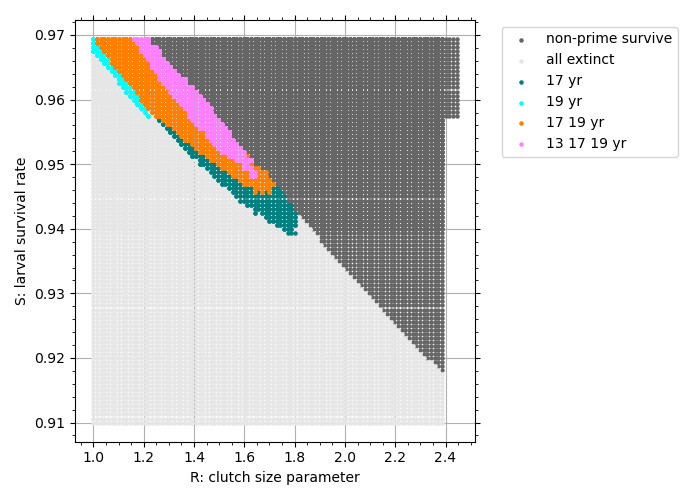 0.97
0.96
0.95
0.94
0.93
0.92
0.91
S: larval survival rate
1.0 1.2 1.4 1.6 1.8 2.0 2.2 2.4
R: clutch size parameter
non-prime survive
all extinct
17 yr
19 yr
17 19 yr
13 17 19 yr